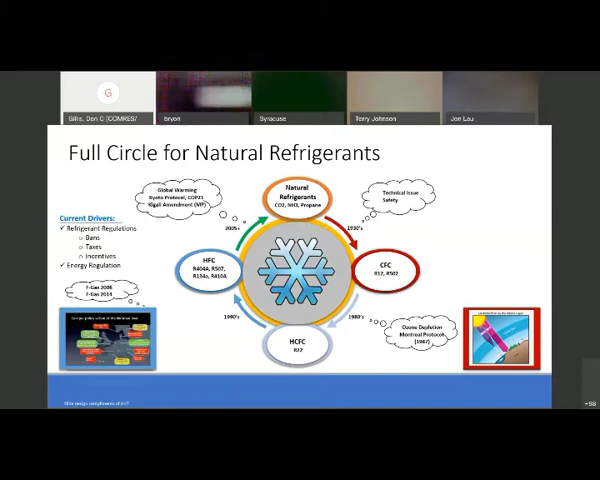 G
Gillis, Don C [COMRES/
bryon
Syracuse
Terry Johnson
Jon Lau
Full Circle for Natural Refrigerants
Global Warming
Kyoto Protocol, COP21
Kigali Amendment (MP)
Natural
Refrigerants
CO2, NH3, Propane
Technical Issue
Safety
Current Drivers:
✓ Refrigerant Regulations
o Bans
o Taxes
o Incentives
✓ Energy Regulation
2005+
1930's
HFC
R404A, R507,
R134a, R410A
CFC
R12, R502
F-Gas 2006
F-Gas 2014
1990's
1980's
HCFC
R22
Ozone Depletion
Montreal Protocol
(1987)
+98